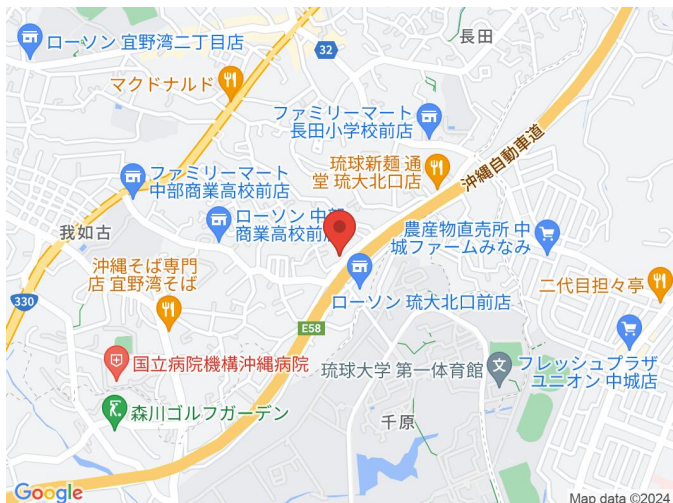 ローソン 宜野湾二丁目店
32
長田
マクドナルド
ファミリーマート
長田小学校前店
沖縄自動車道
琉球新麺 通
堂 琉大北口店
ファミリーマート
中部商業高校前店
ローソン 中部
商業高校前店
我如古
農産物直売所 中
城ファームみなみ
沖縄そば専門
店 宜野湾そば
二代目担々亭
ローソン 琉大北口前店
330
E58
国立病院機構沖縄病院
琉球大学 第一体育館
フレッシュプラザ
ユニオン 中城店
森川ゴルフガーデン
千原
Google
Map data ©2024